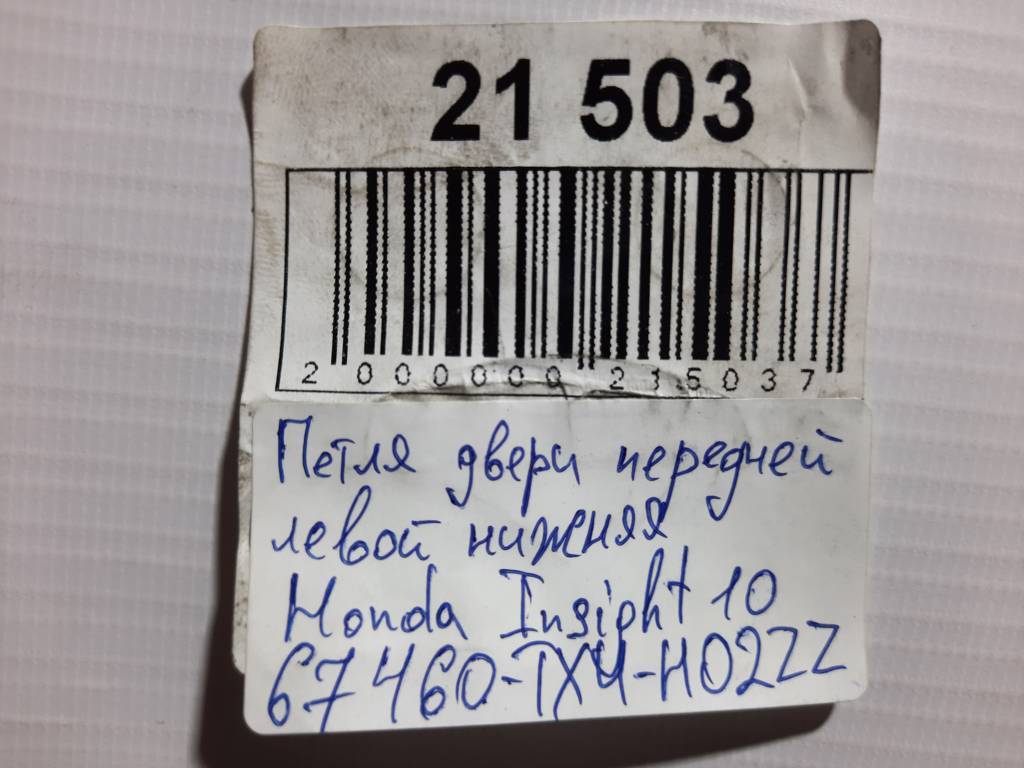 21 503
2 000000 215037
Петля двери передней
левой нижняя
Honda Insight 10
67460-TX4-H02ZZ